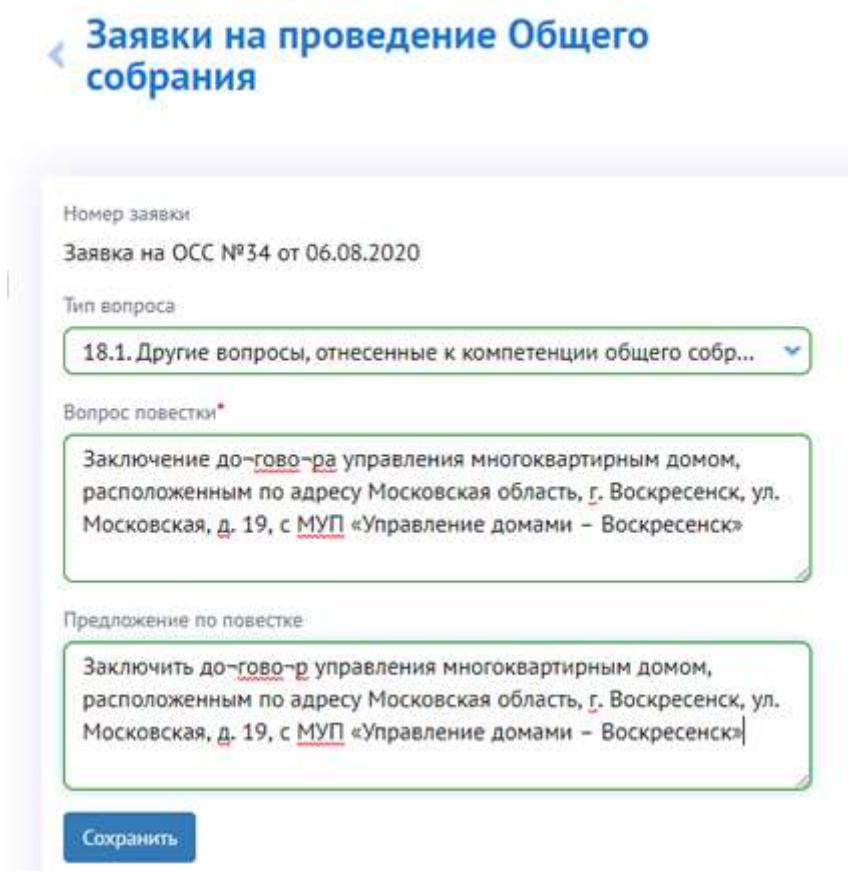 Заявки на проведение Общего
собрания
Номер заявки
Заявка на ОСС №34 от 06.08.2020
Тип вопроса
18.1. Другие вопросы, отнесенные к компетенции общего собр...
Вопрос повестки*
Заключение до¬гово¬ра управления многоквартирным домом,
расположенным по адресу Московская область, г. Воскресенск, ул.
Московская, д. 19, с МУП «Управление домами – Воскресенск»
Предложение по повестке
Заключить до¬гово¬р управления многоквартирным домом,
расположенным по адресу Московская область, г. Воскресенск, ул.
Московская, д. 19, с МУП «Управление домами – Воскресенск»
Сохранить